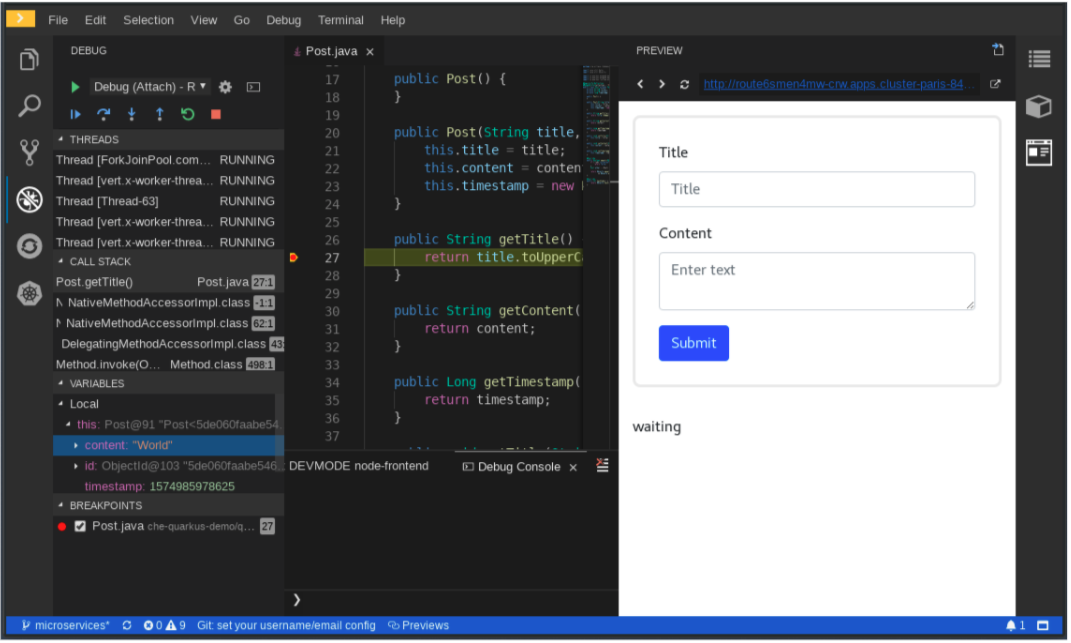 File Edit Selection View Go Debug Terminal Help
DEBUG
Debug (Attach) - R
THREADS
Thread [ForkJoinPool.com... RUNNING
Thread [vert.x-worker-threa... RUNNING
Thread [Thread-63] RUNNING
Thread [vert.x-worker-threa... RUNNING
Thread [vert.x-worker-threa... RUNNING
CALL STACK
Post.getTitle() Post.java 27:1
NativeMethodAccessorImpl.class -1:1
NativeMethodAccessorImpl.class 62:1
DelegatingMethodAccessorImpl.class 43:
Method.invoke(O... Method.class 498:1
VARIABLES
Local
this: Post@91 "Post<5de060faabe54...
content: "World"
id: ObjectId@103 "5de060faabe546...
timestamp: 1574985978625
BREAKPOINTS
Post.java che-quarkus-demo/q... 27
Post.java ×
17 public Post() {
18 }
19
20 public Post(String title,
21 this.title = title;
22 this.content = conten
23 this.timestamp = new
24 }
25
26 public String getTitle()
27 return title.toUpperC
28 }
29
30 public String getContent(
31 return content;
32 }
33
34 public Long getTimestamp(
35 return timestamp;
36 }
37
DEVMODE node-frontend Debug Console ×
PREVIEW
http://route6smen4mw-crw.apps.cluster-paris-84...
Title
Title
Content
Enter text
Submit
waiting
microservices* 0 9 Git: set your username/email config Previews 1